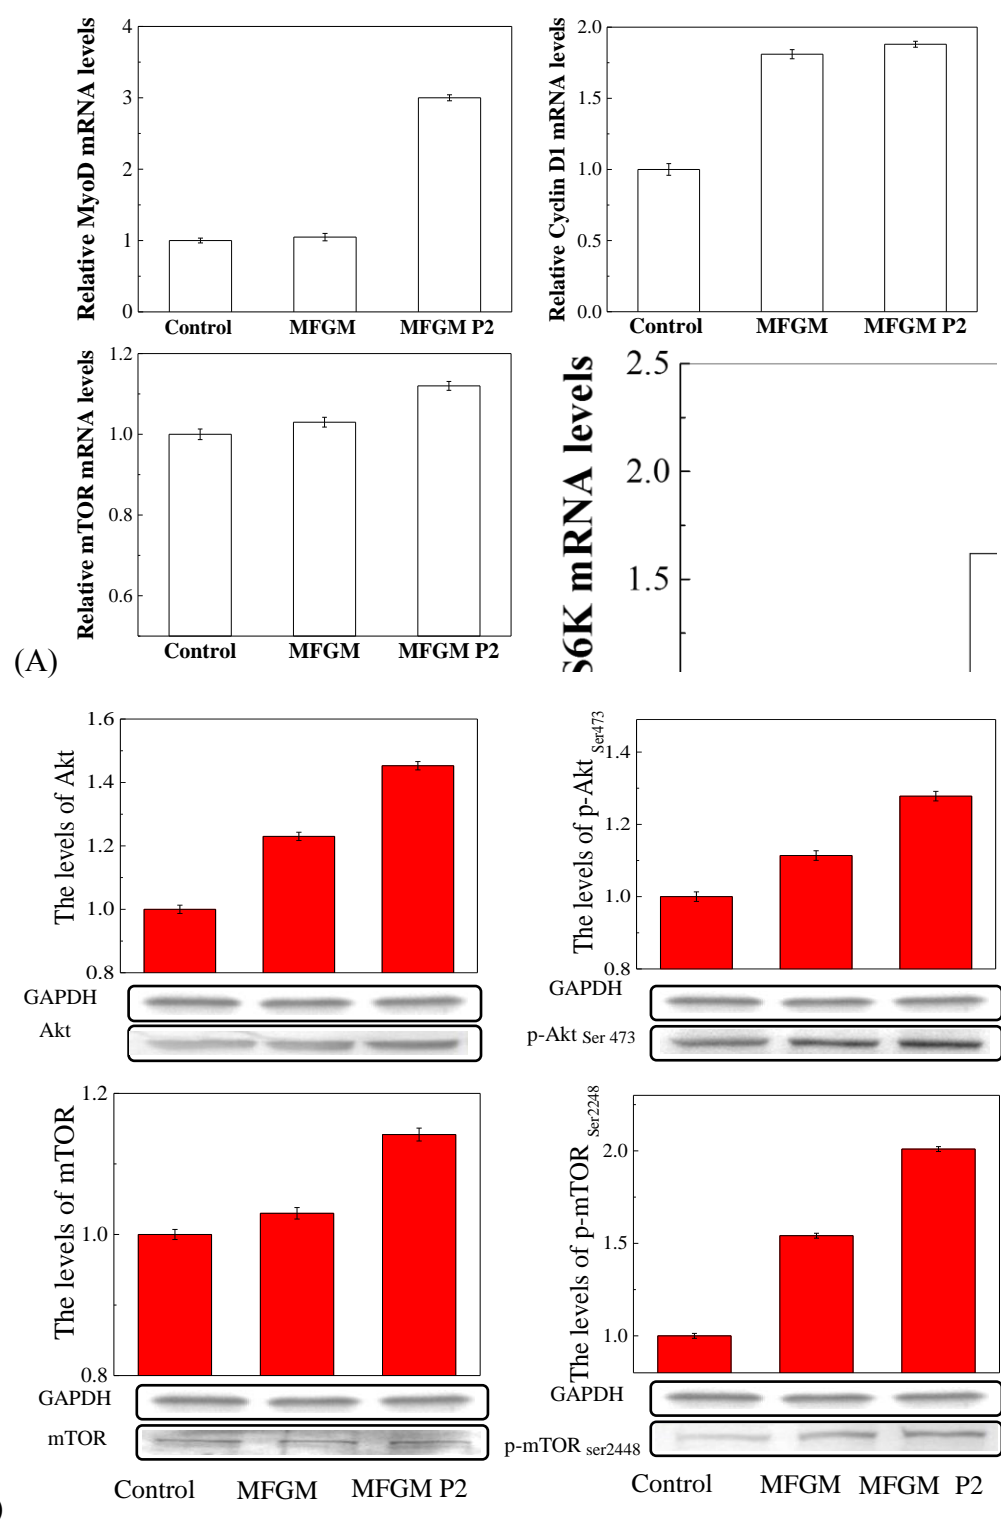 Relative MyoD mRNA levels
4
3
2
1
0
Control MFGM MFGM P2
Relative Cyclin D1 mRNA levels
2.0
1.5
1.0
0.5
0.0
Control MFGM MFGM P2
Relative mTOR mRNA levels
1.2
1.0
0.8
0.6
Control MFGM MFGM P2
S6K mRNA levels
2.5
2.0
1.5
(A)
The levels of Akt
1.6
1.4
1.2
1.0
0.8
GAPDH
Akt
The levels of p-Akt Ser473
1.4
1.2
1.0
0.8
GAPDH
p-Akt Ser 473
The levels of mTOR
1.2
1.0
0.8
GAPDH
mTOR
Control MFGM MFGM P2
The levels of p-mTOR Ser2248
2.0
1.5
1.0
GAPDH
p-mTOR ser2448
Control MFGM MFGM P2
)